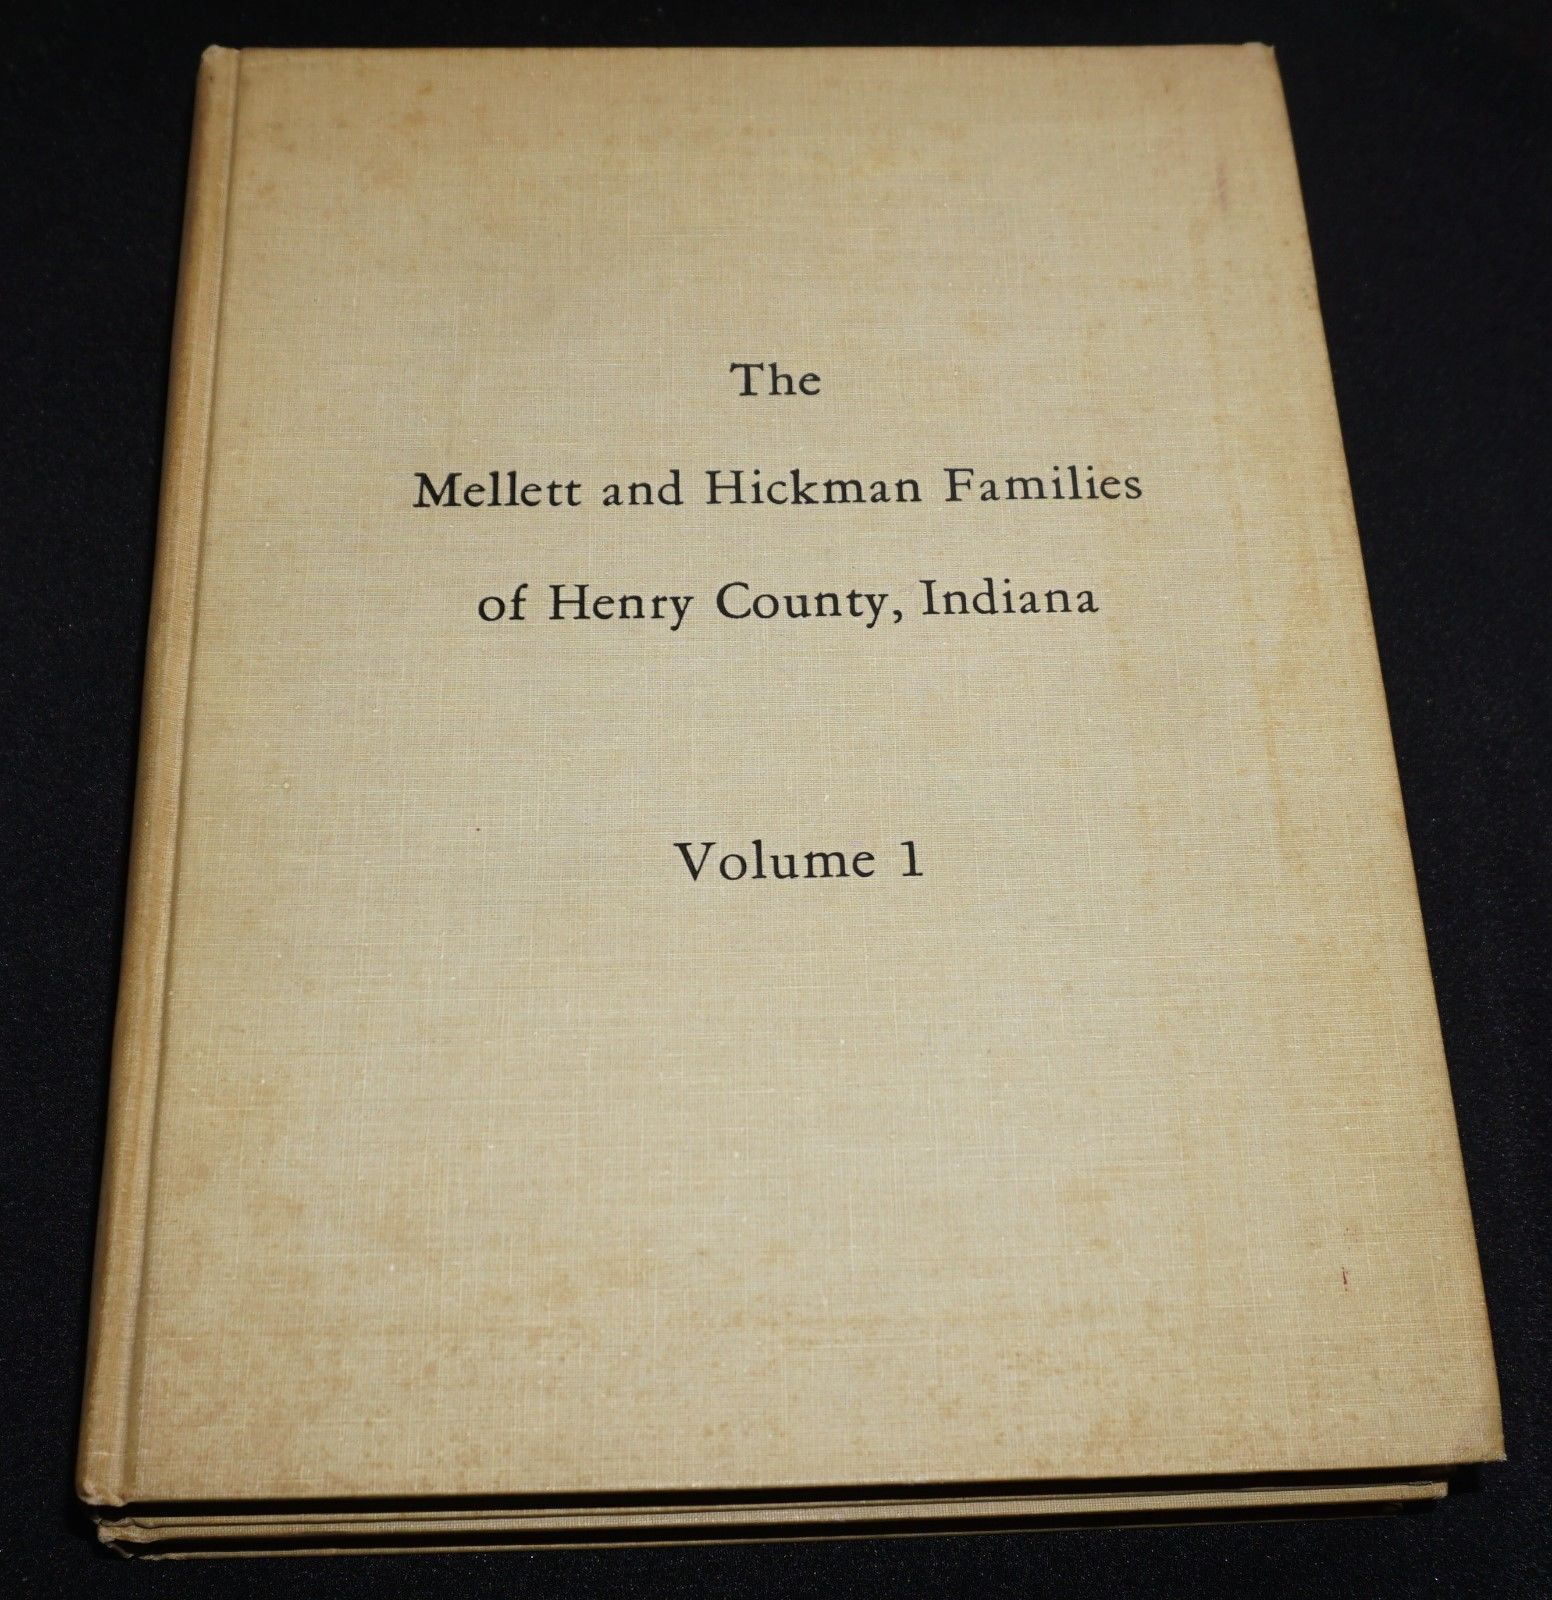 The
Mellett and Hickman Families
of Henry County, Indiana
Volume 1